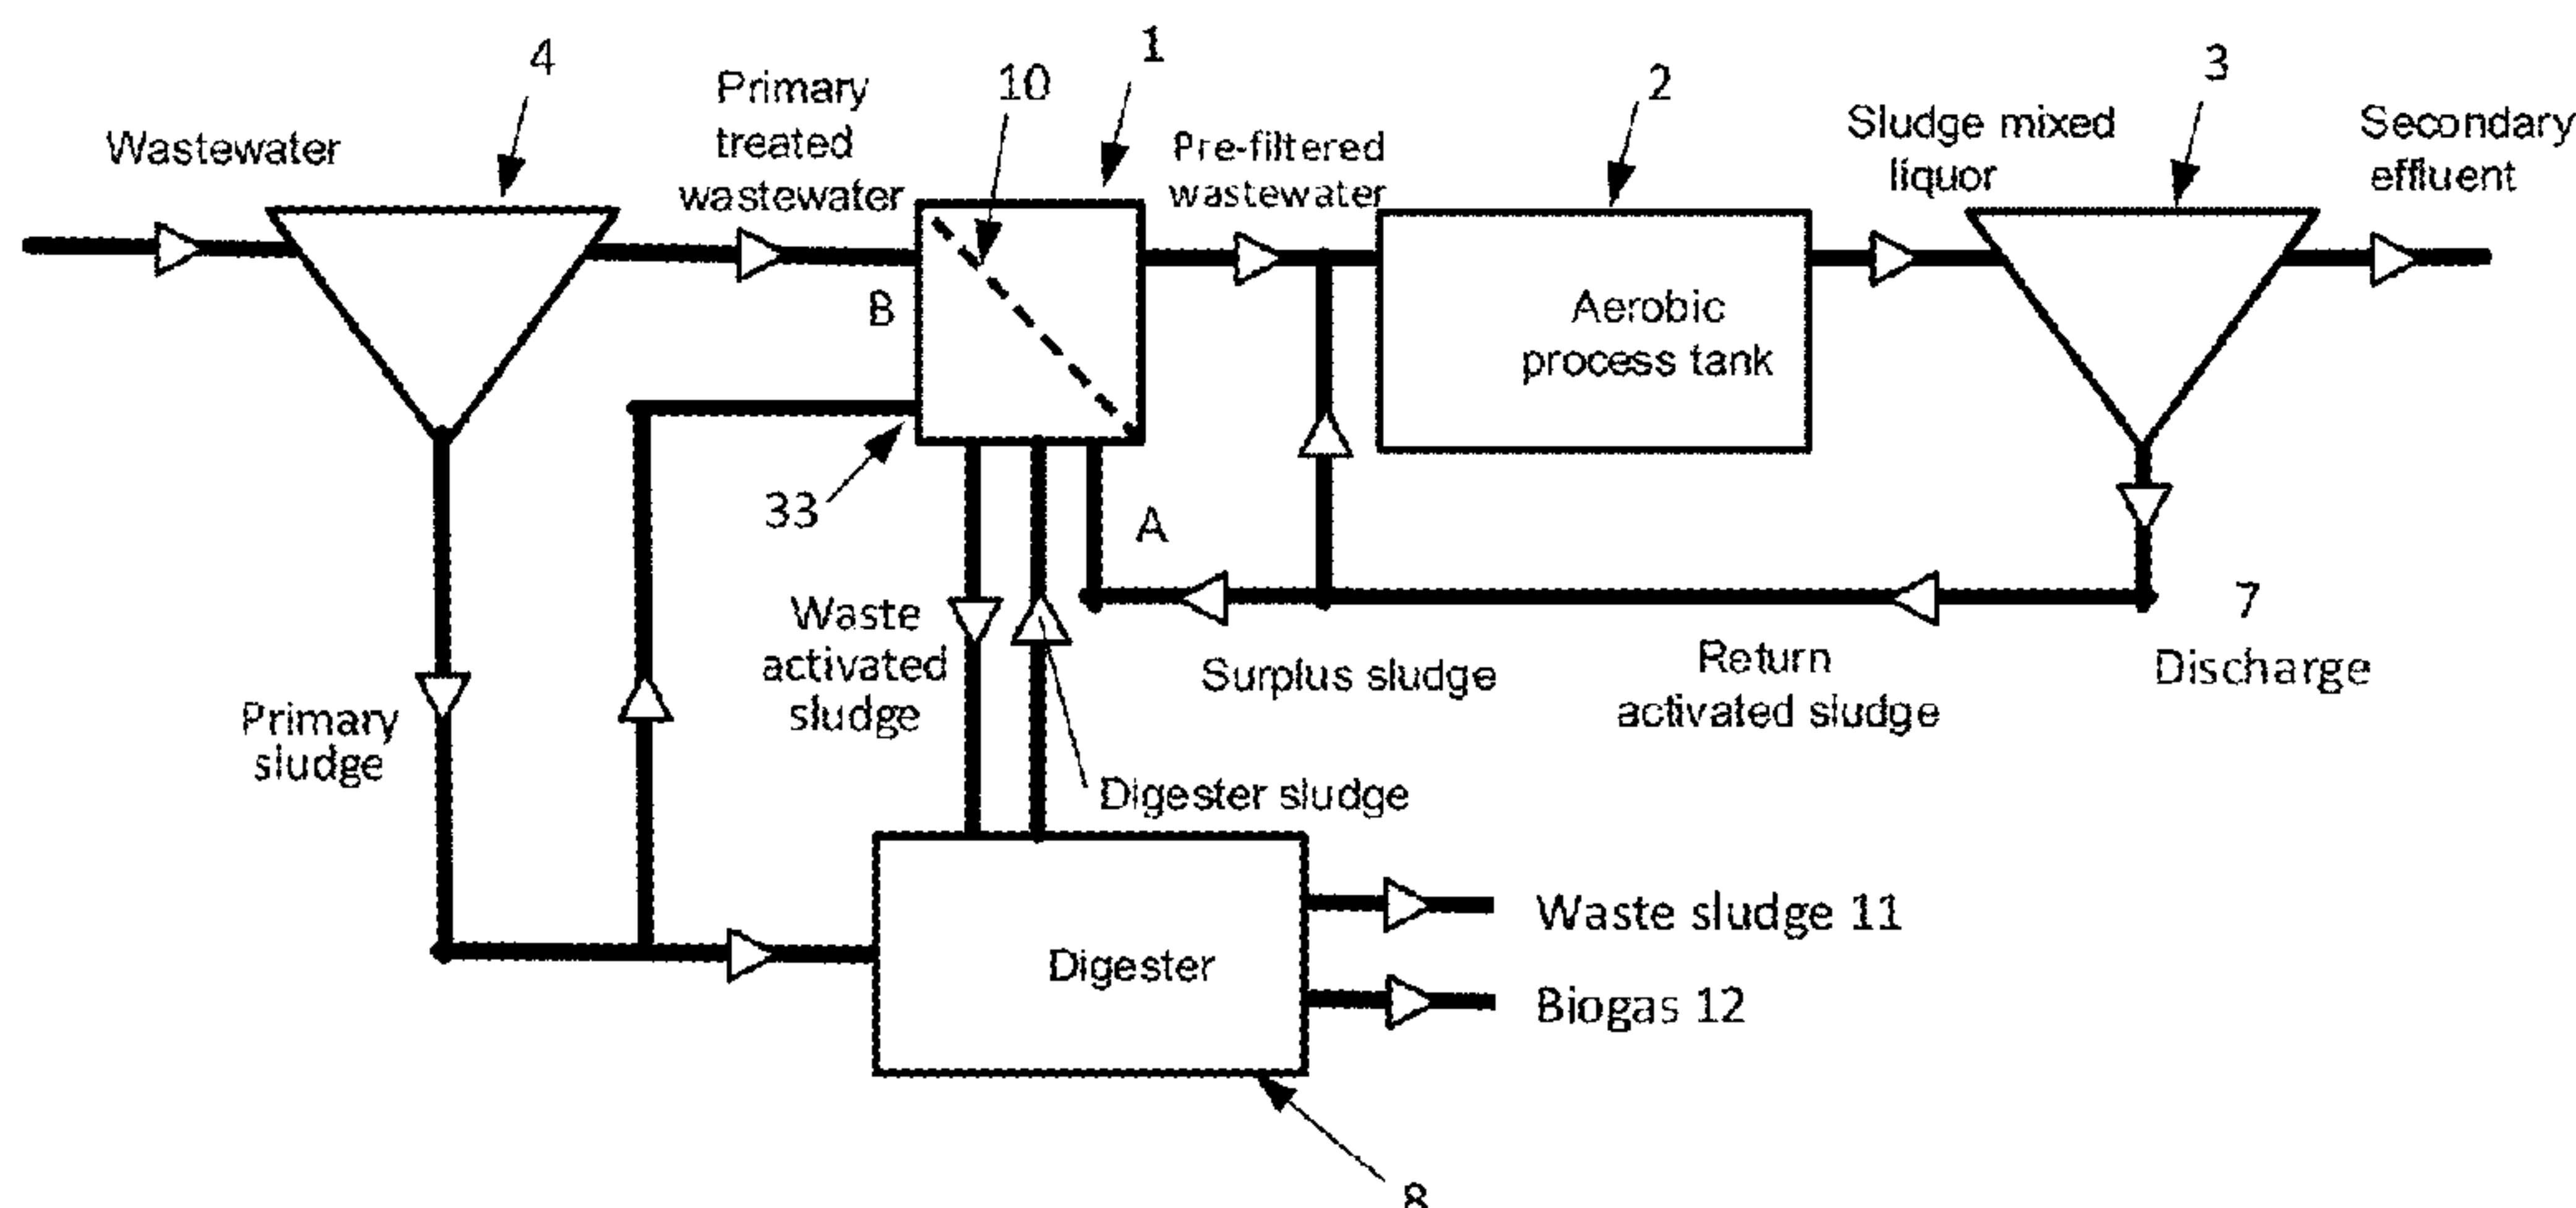 4
1
10
2
3
Wastewater
Primary
treated
wastewater
Pre-filtered
wastewater
Sludge mixed
liquor
Secondary
effluent
B
Aerobic
process tank
33
A
7
Discharge
Waste
activated
sludge
Surplus sludge
Return
activated sludge
Primary
sludge
Digester sludge
Digester
Waste sludge 11
Biogas 12
8